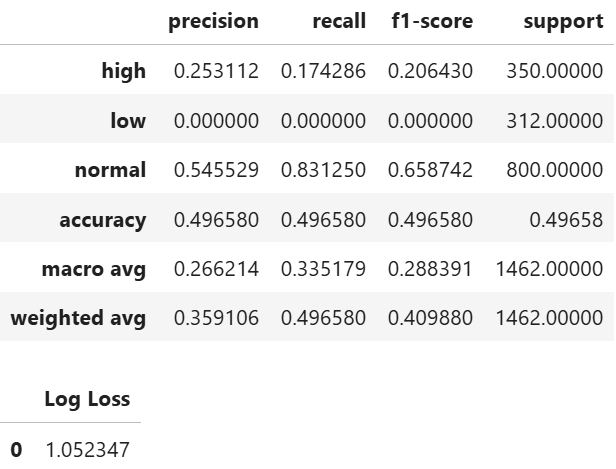 precision recall f1-score support
high 0.253112 0.174286 0.206430 350.00000
low 0.000000 0.000000 0.000000 312.00000
normal 0.545529 0.831250 0.658742 800.00000
accuracy 0.496580 0.496580 0.496580 0.49658
macro avg 0.266214 0.335179 0.288391 1462.00000
weighted avg 0.359106 0.496580 0.409880 1462.00000
Log Loss
0 1.052347